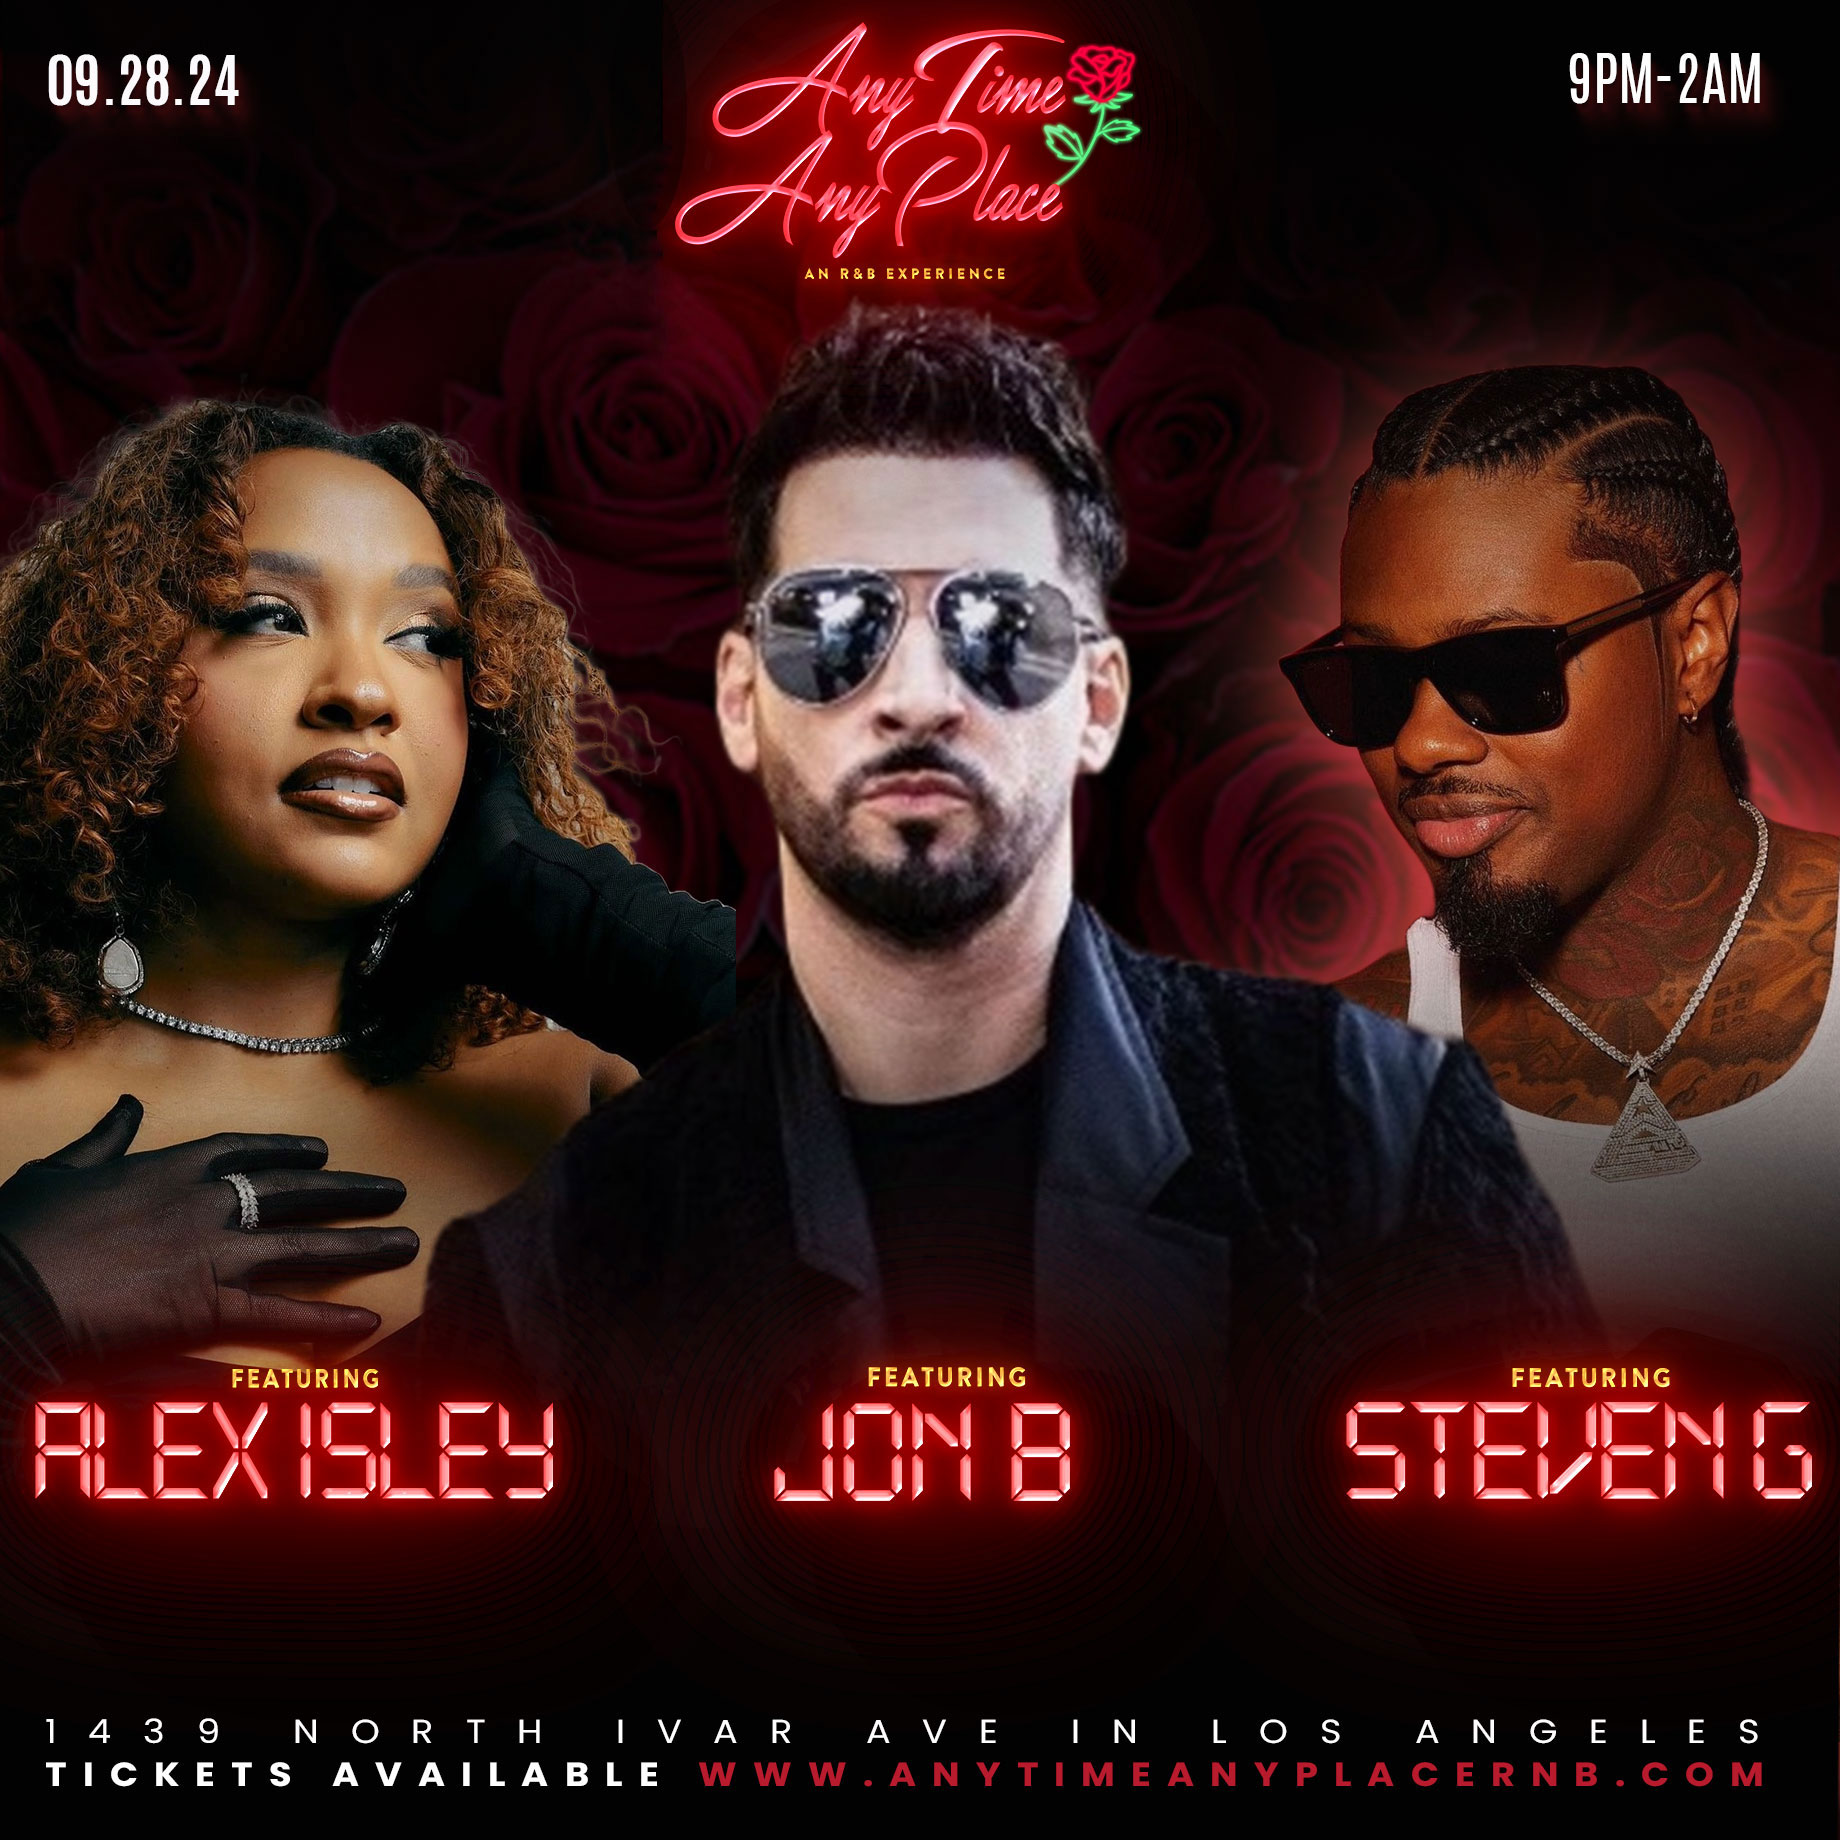 09.28.24
9PM-2AM
Any Time
Any Place
AN R&B EXPERIENCE
FEATURING
ALEX ISLEY
FEATURING
JON B
FEATURING
STEVEN G
1439 NORTH IVAR AVE IN LOS ANGELES
TICKETS AVAILABLE WWW.ANYTIMEANYPLACERNB.COM